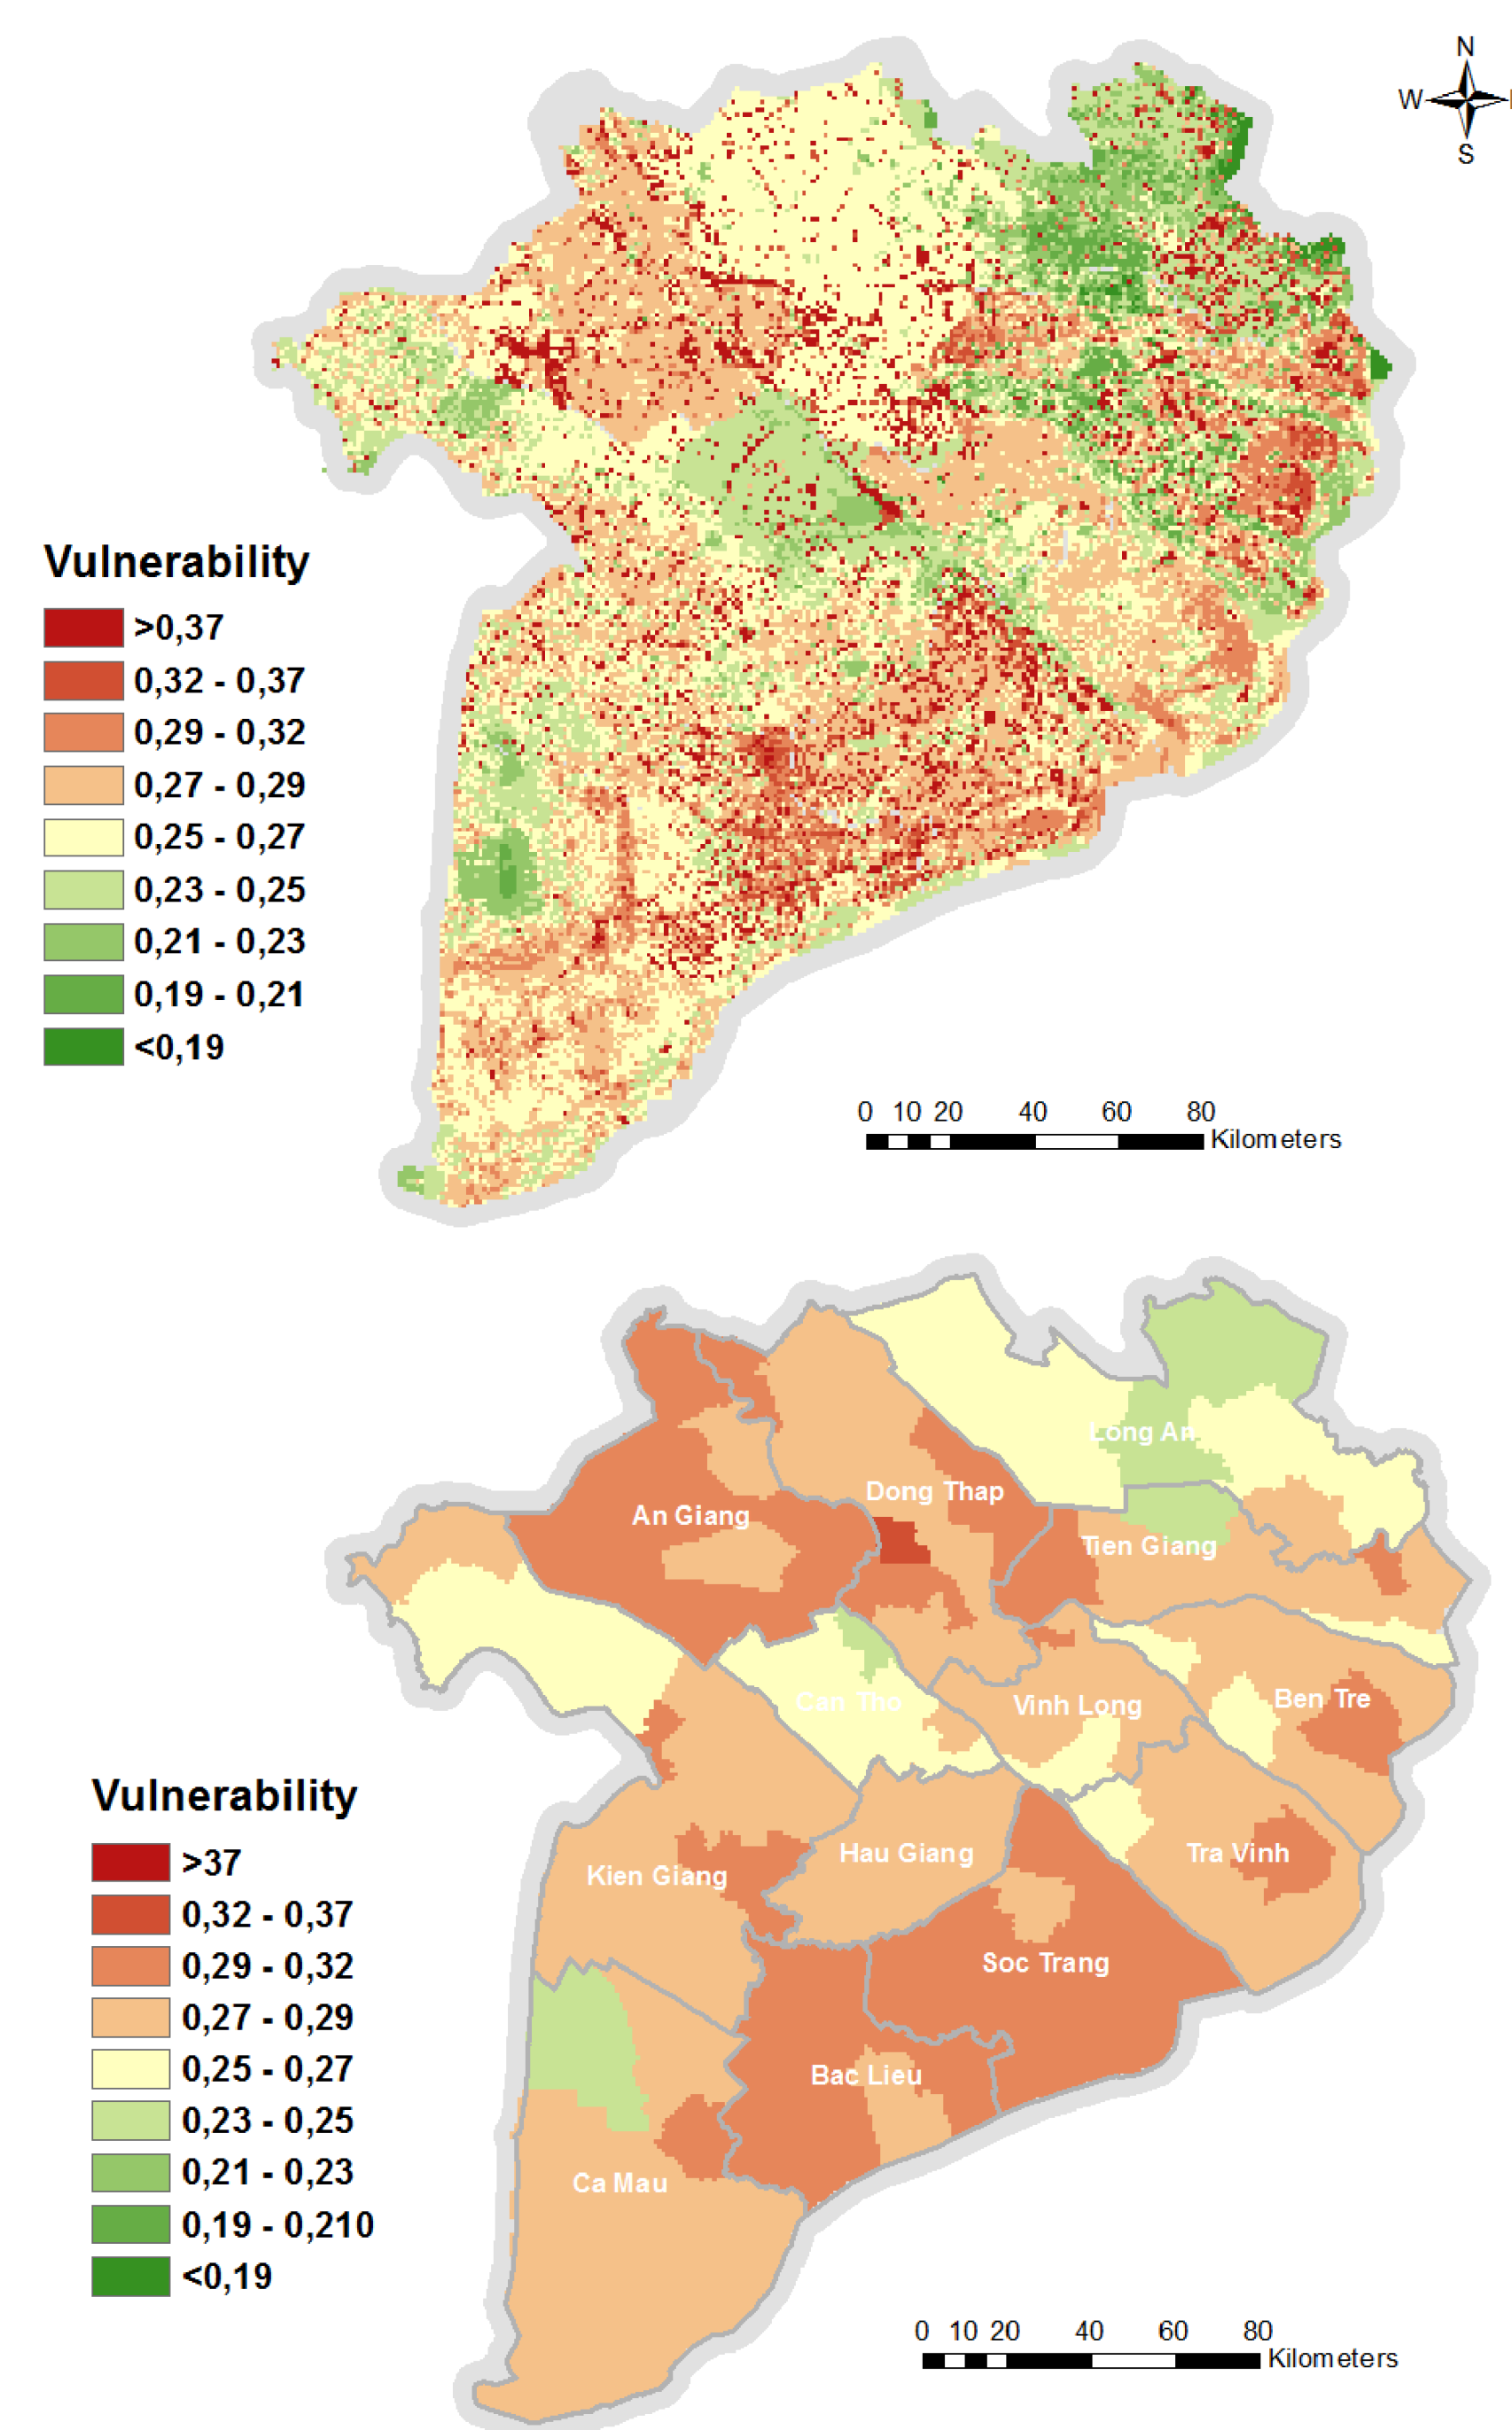 N
W
S
Vulnerability
>0,37
0,32 - 0,37
0,29 - 0,32
0,27 - 0,29
0,25 - 0,27
0,23 - 0,25
0,21 - 0,23
0,19 - 0,21
<0,19
0 10 20 40 60 80
Kilometers
Long An
Dong Thap
An Giang
Tien Giang
Can Tho
Vinh Long
Ben Tre
Hau Giang
Tra Vinh
Kien Giang
Soc Trang
Bac Lieu
Ca Mau
Vulnerability
>37
0,32 - 0,37
0,29 - 0,32
0,27 - 0,29
0,25 - 0,27
0,23 - 0,25
0,21 - 0,23
0,19 - 0,210
<0,19
0 10 20 40 60 80
Kilometers